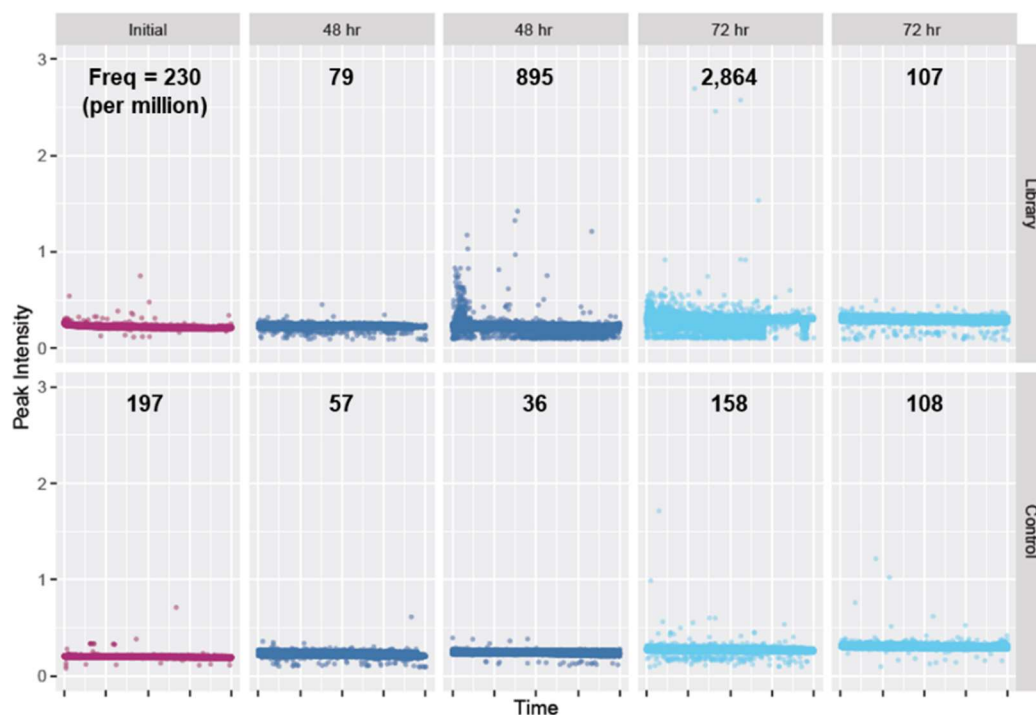 Initial
48 hr
48 hr
72 hr
72 hr
3
2
1
0
Freq = 230
(per million)
79
895
2,864
107
Library
Peak Intensity
3
2
1
0
197
57
36
158
108
Control
Time